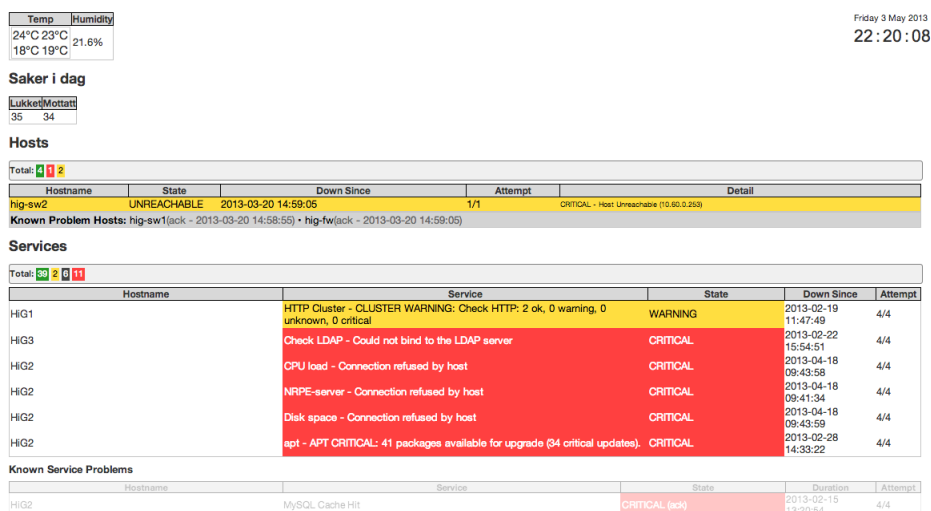 Temp Humidity
24°C 23°C 21.6%
18°C 19°C
Friday 3 May 2013
22:20:08
Saker i dag
Lukket Mottatt
35 34
Hosts
Total: 4 1 2
Hostname State Down Since Attempt Detail
hig-sw2 UNREACHABLE 2013-03-20 14:59:05 1/1 CRITICAL - Host Unreachable (10.60.0.253)
Known Problem Hosts: hig-sw1(ack - 2013-03-20 14:58:55) • hig-fw(ack - 2013-03-20 14:59:05)
Services
Total: 39 2 6 11
Hostname Service State Down Since Attempt
HiG1 HTTP Cluster - CLUSTER WARNING: Check HTTP: 2 ok, 0 warning, 0 unknown, 0 critical WARNING 2013-02-19 11:47:49 4/4
HiG3 Check LDAP - Could not bind to the LDAP server CRITICAL 2013-02-22 15:54:51 4/4
HiG2 CPU load - Connection refused by host CRITICAL 2013-04-18 09:43:58 4/4
HiG2 NRPE-server - Connection refused by host CRITICAL 2013-04-18 09:41:34 4/4
HiG2 Disk space - Connection refused by host CRITICAL 2013-04-18 09:43:59 4/4
HiG2 apt - APT CRITICAL: 41 packages available for upgrade (34 critical updates). CRITICAL 2013-02-28 14:33:22 4/4
Known Service Problems
Hostname Service State Duration Attempt
HiG2 MySQL Cache Hit CRITICAL (ack) 2013-02-15 4/4